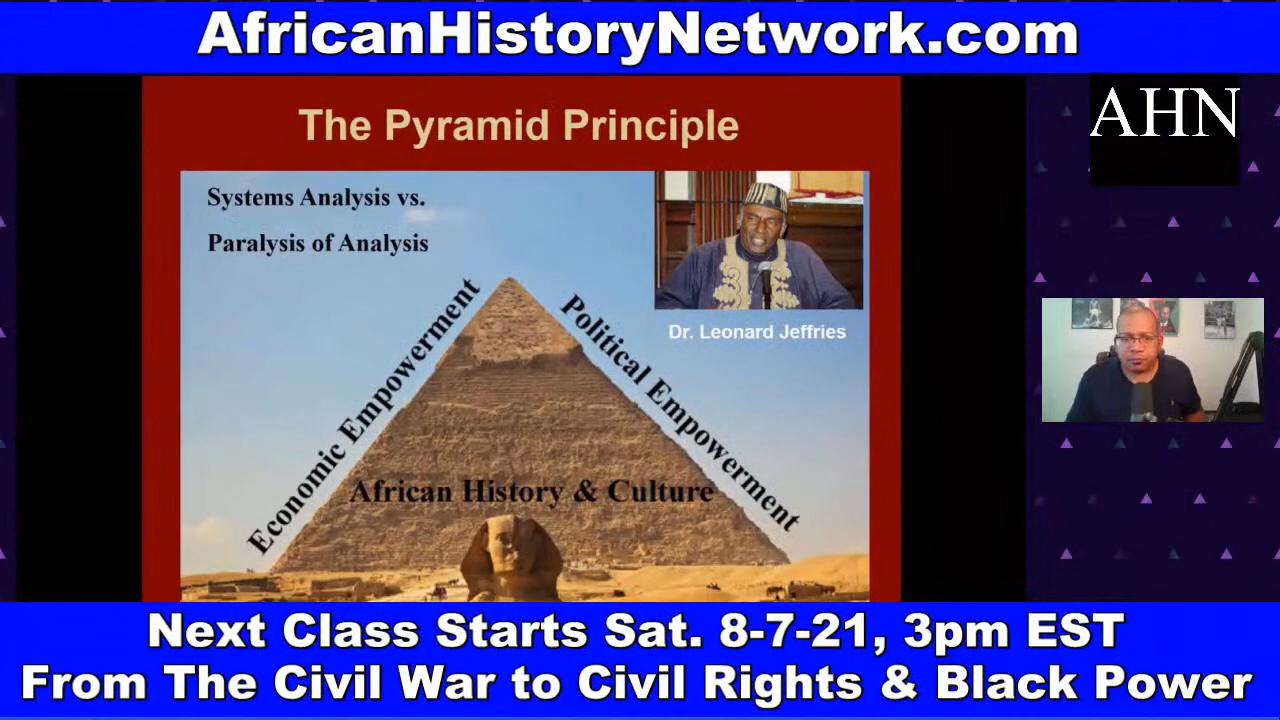 AfricanHistoryNetwork.com
AHN
The Pyramid Principle
Systems Analysis vs.
Paralysis of Analysis
Dr. Leonard Jeffries
Economic Empowerment
Political Empowerment
African History & Culture
Next Class Starts Sat. 8-7-21, 3pm EST
From The Civil War to Civil Rights & Black Power